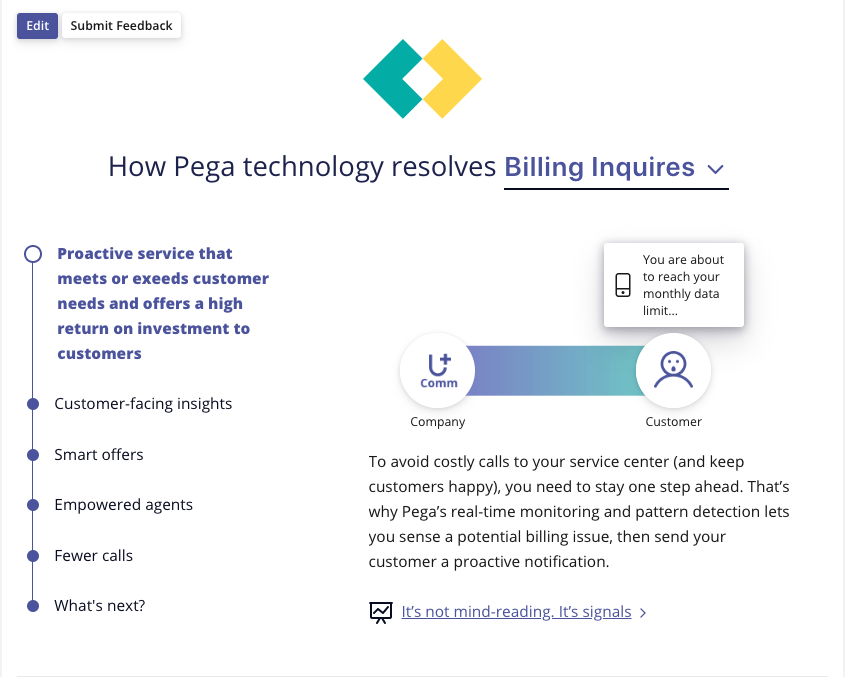 Edit
Submit Feedback
How Pega technology resolves Billing Inquires
Proactive service that
meets or exeeds customer
needs and offers a high
return on investment to
customers
Customer-facing insights
Smart offers
Empowered agents
Fewer calls
What's next?
You are about
to reach your
monthly data
limit...
Comm
Company
Customer
To avoid costly calls to your service center (and keep
customers happy), you need to stay one step ahead. That’s
why Pega’s real-time monitoring and pattern detection lets
you sense a potential billing issue, then send your
customer a proactive notification.
It’s not mind-reading. It’s signals